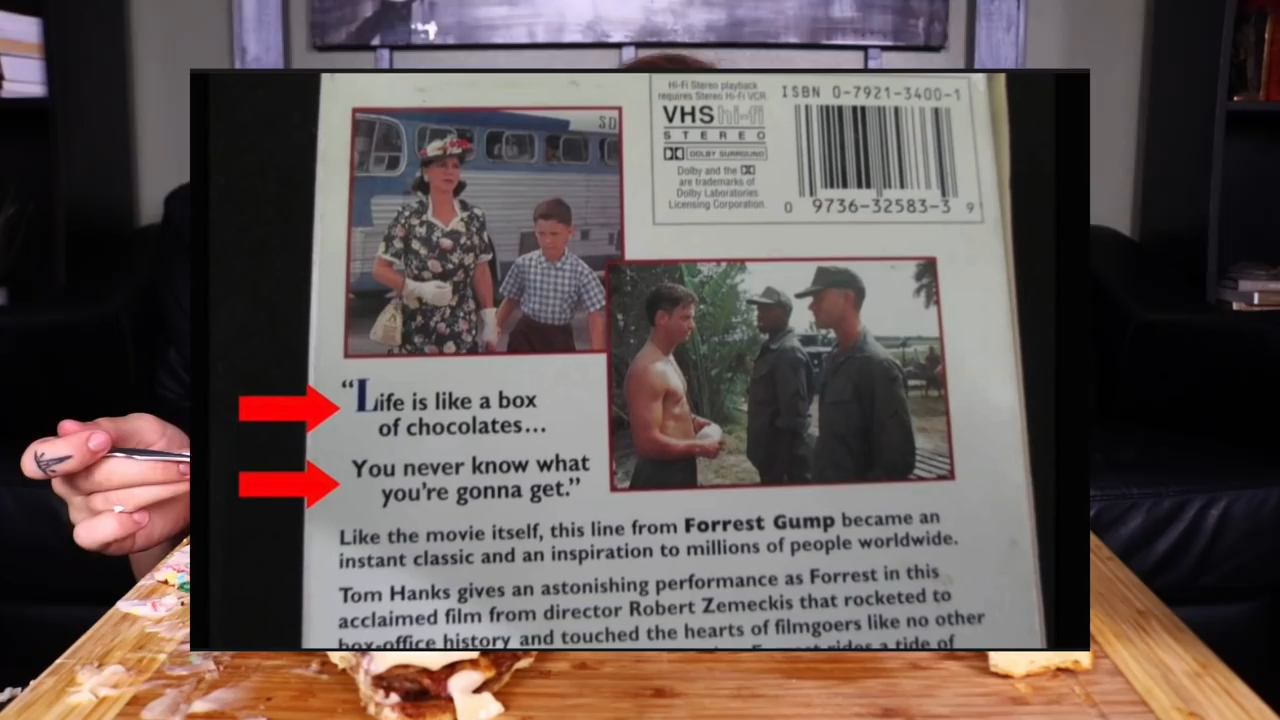 Hi-Fi Stereo playback
requires Stereo Hi-Fi VCR.
VHS hi-fi
STEREO
DOLBY SURROUND
Dolby and the
are trademarks of
Dolby Laboratories
Licensing Corporation.
ISBN 0-7921-3400-1
0 9736-32583-3 9
SD
"Life is like a box
of chocolates...
You never know what
you're gonna get."
Like the movie itself, this line from Forrest Gump became an
instant classic and an inspiration to millions of people worldwide.
Tom Hanks gives an astonishing performance as Forrest in this
acclaimed film from director Robert Zemeckis that rocketed to
box-office history and touched the hearts of filmgoers like no other
Forrest rides a tide of